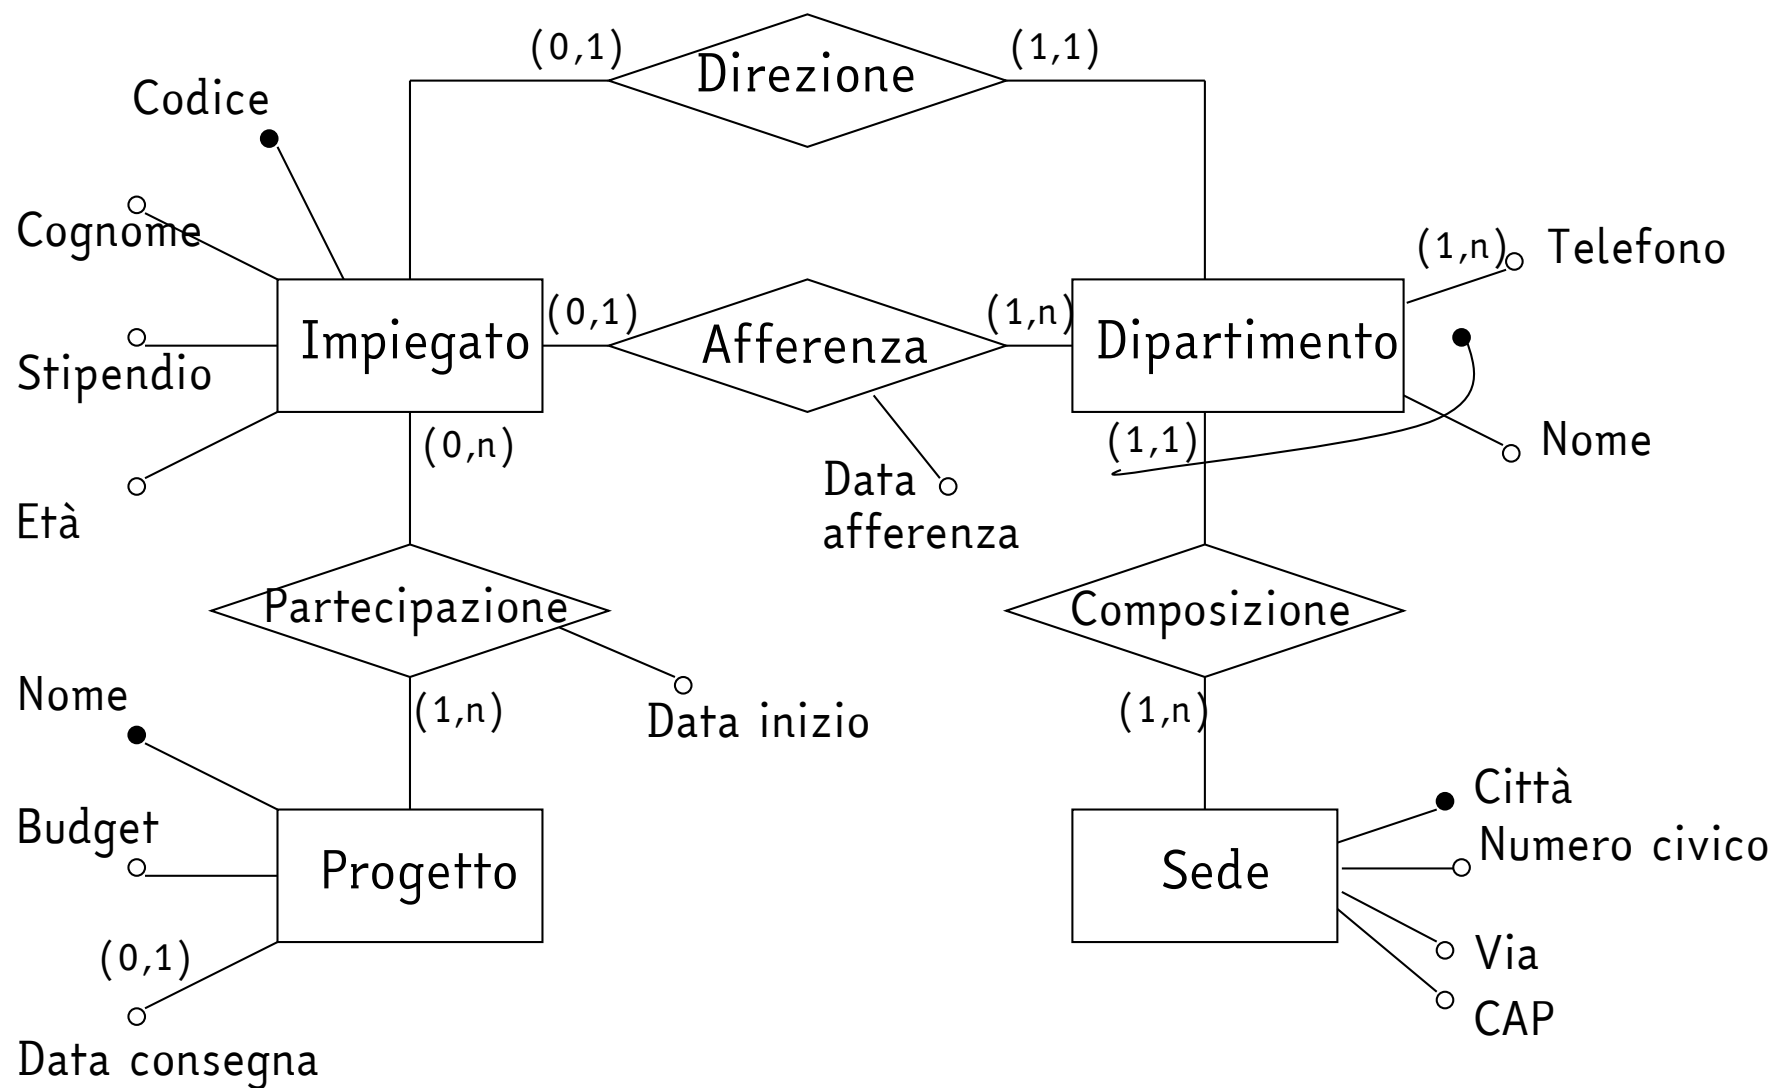 (0,1)
Direzione
(1,1)
Codice
Cognome
(1,n)
Telefono
Impiegato
(0,1)
Afferenza
(1,n)
Dipartimento
Stipendio
(0,n)
(1,1)
Nome
Data
afferenza
Età
Partecipazione
Composizione
Nome
(1,n)
Data inizio
(1,n)
Città
Budget
Numero civico
Progetto
Sede
(0,1)
Via
CAP
Data consegna